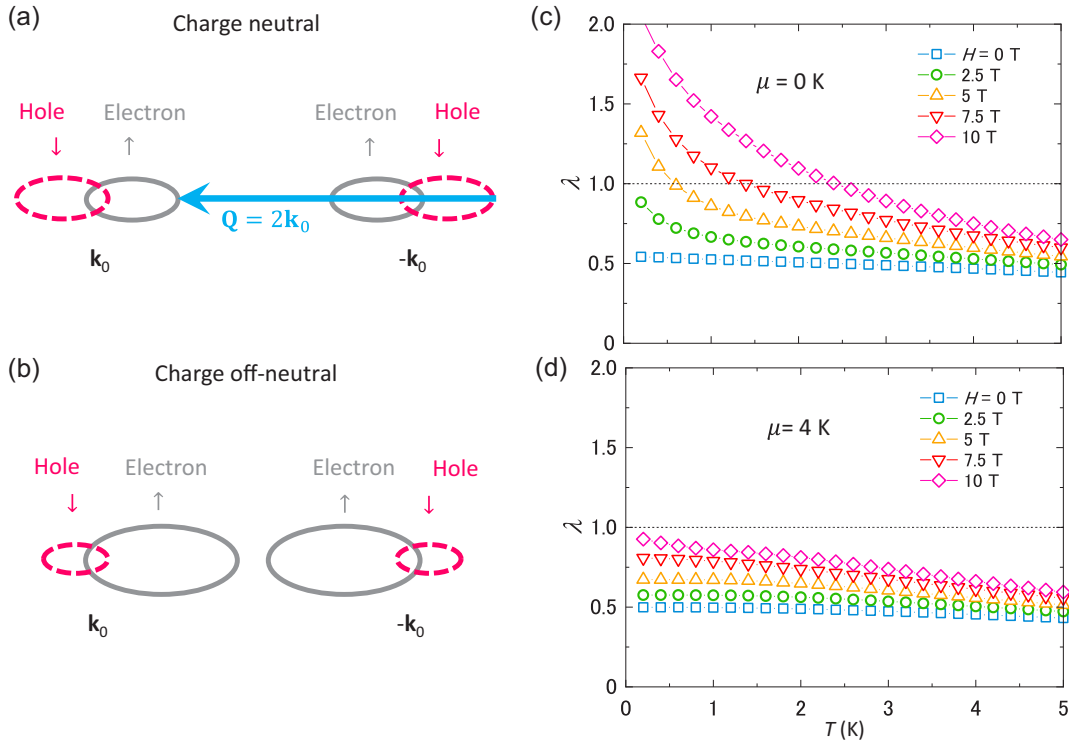 (a)
Charge neutral
Hole
Electron
Electron
Hole
↓
↑
↑
↓
Q = 2k₀
k₀
-k₀
(b)
Charge off-neutral
Hole
Electron
Electron
Hole
↓
↑
↑
↓
k₀
-k₀
(c)
2.0
1.5
1.0
0.5
0
λ
μ = 0 K
H = 0 T
2.5 T
5 T
7.5 T
10 T
(d)
2.0
1.5
1.0
0.5
0
λ
μ= 4 K
H = 0 T
2.5 T
5 T
7.5 T
10 T
0 1 2 3 4 5
T (K)